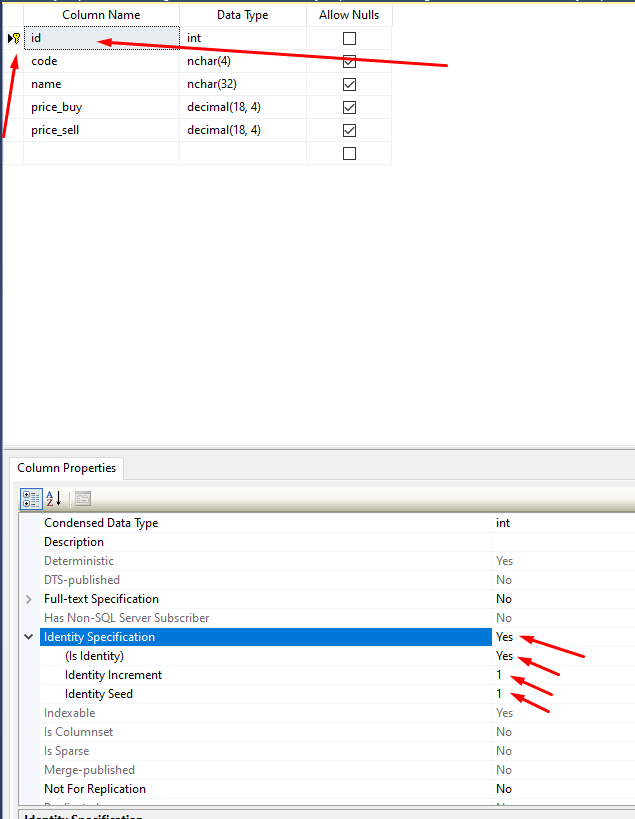 Column Name Data Type Allow Nulls
id int
code nchar(4)
name nchar(32)
price_buy decimal(18, 4)
price_sell decimal(18, 4)
Column Properties
Condensed Data Type int
Description
Deterministic Yes
DTS-published No
Full-text Specification No
Has Non-SQL Server Subscriber No
Identity Specification Yes
(Is Identity) Yes
Identity Increment 1
Identity Seed 1
Indexable Yes
Is Columnset No
Is Sparse No
Merge-published No
Not For Replication No
Identity Specification